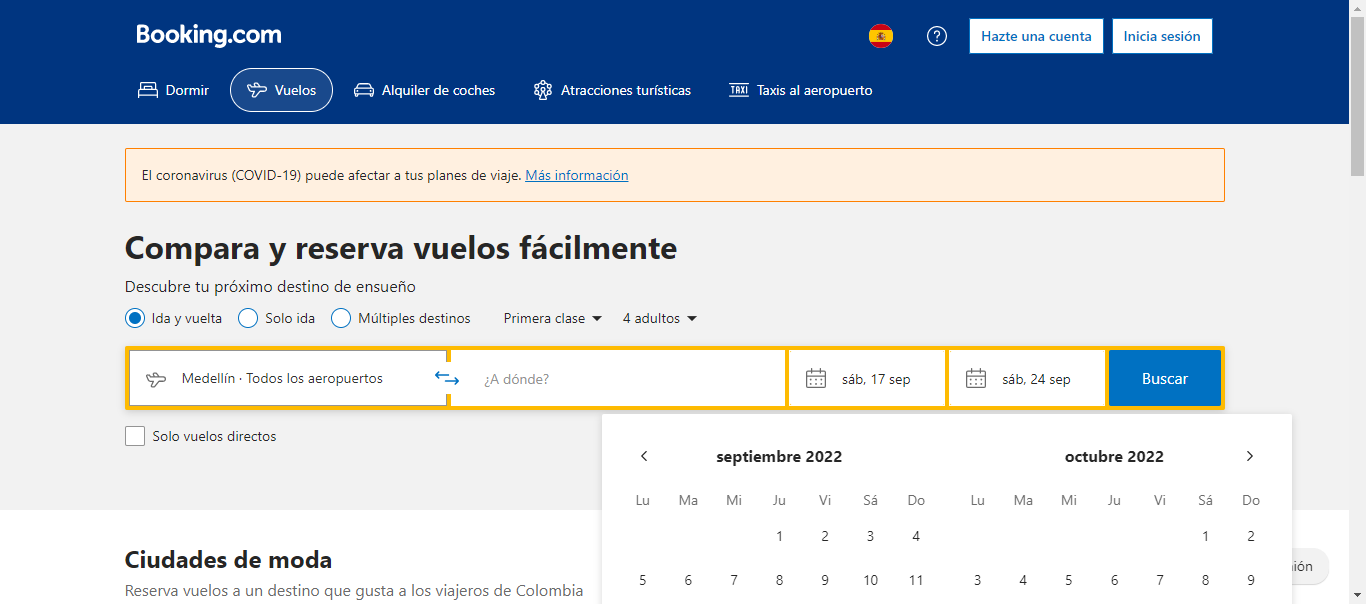 Booking.com
Hazte una cuenta
Inicia sesión
Dormir
Vuelos
Alquiler de coches
Atracciones turísticas
TAXI
Taxis al aeropuerto
El coronavirus (COVID-19) puede afectar a tus planes de viaje. Más información
Compara y reserva vuelos fácilmente
Descubre tu próximo destino de ensueño
Ida y vuelta
Solo ida
Múltiples destinos
Primera clase
4 adultos
Medellín · Todos los aeropuertos
¿A dónde?
sáb, 17 sep
sáb, 24 sep
Buscar
Solo vuelos directos
septiembre 2022
octubre 2022
Lu Ma Mi Ju Vi Sá Do Lu Ma Mi Ju Vi Sá Do
1 2 3 4 1 2
5 6 7 8 9 10 11 3 4 5 6 7 8 9
Ciudades de moda
Reserva vuelos a un destino que gusta a los viajeros de Colombia